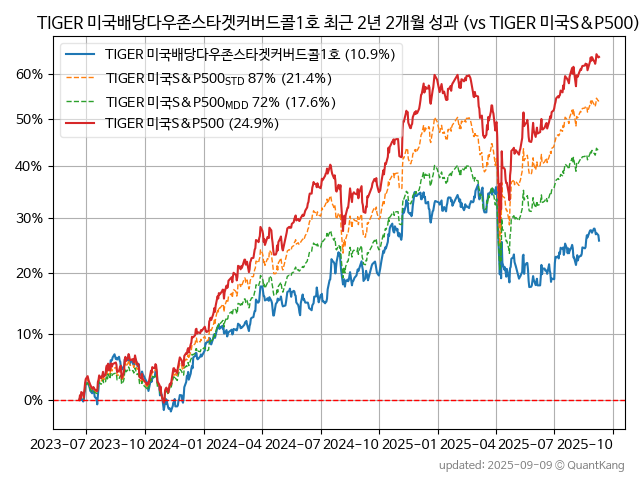 TIGER 미국배당다우존스타겟커버드콜1호 최근 2년 2개월 성과 (vs TIGER 미국S&P500)
TIGER 미국배당다우존스타겟커버드콜1호 (10.9%)
TIGER 미국S&P500STD 87% (21.4%)
TIGER 미국S&P500MDD 72% (17.6%)
TIGER 미국S&P500 (24.9%)
60%
50%
40%
30%
20%
10%
0%
2023-07 2023-10 2024-01 2024-04 2024-07 2024-10 2025-01 2025-04 2025-07 2025-10
updated: 2025-09-09 © QuantKang